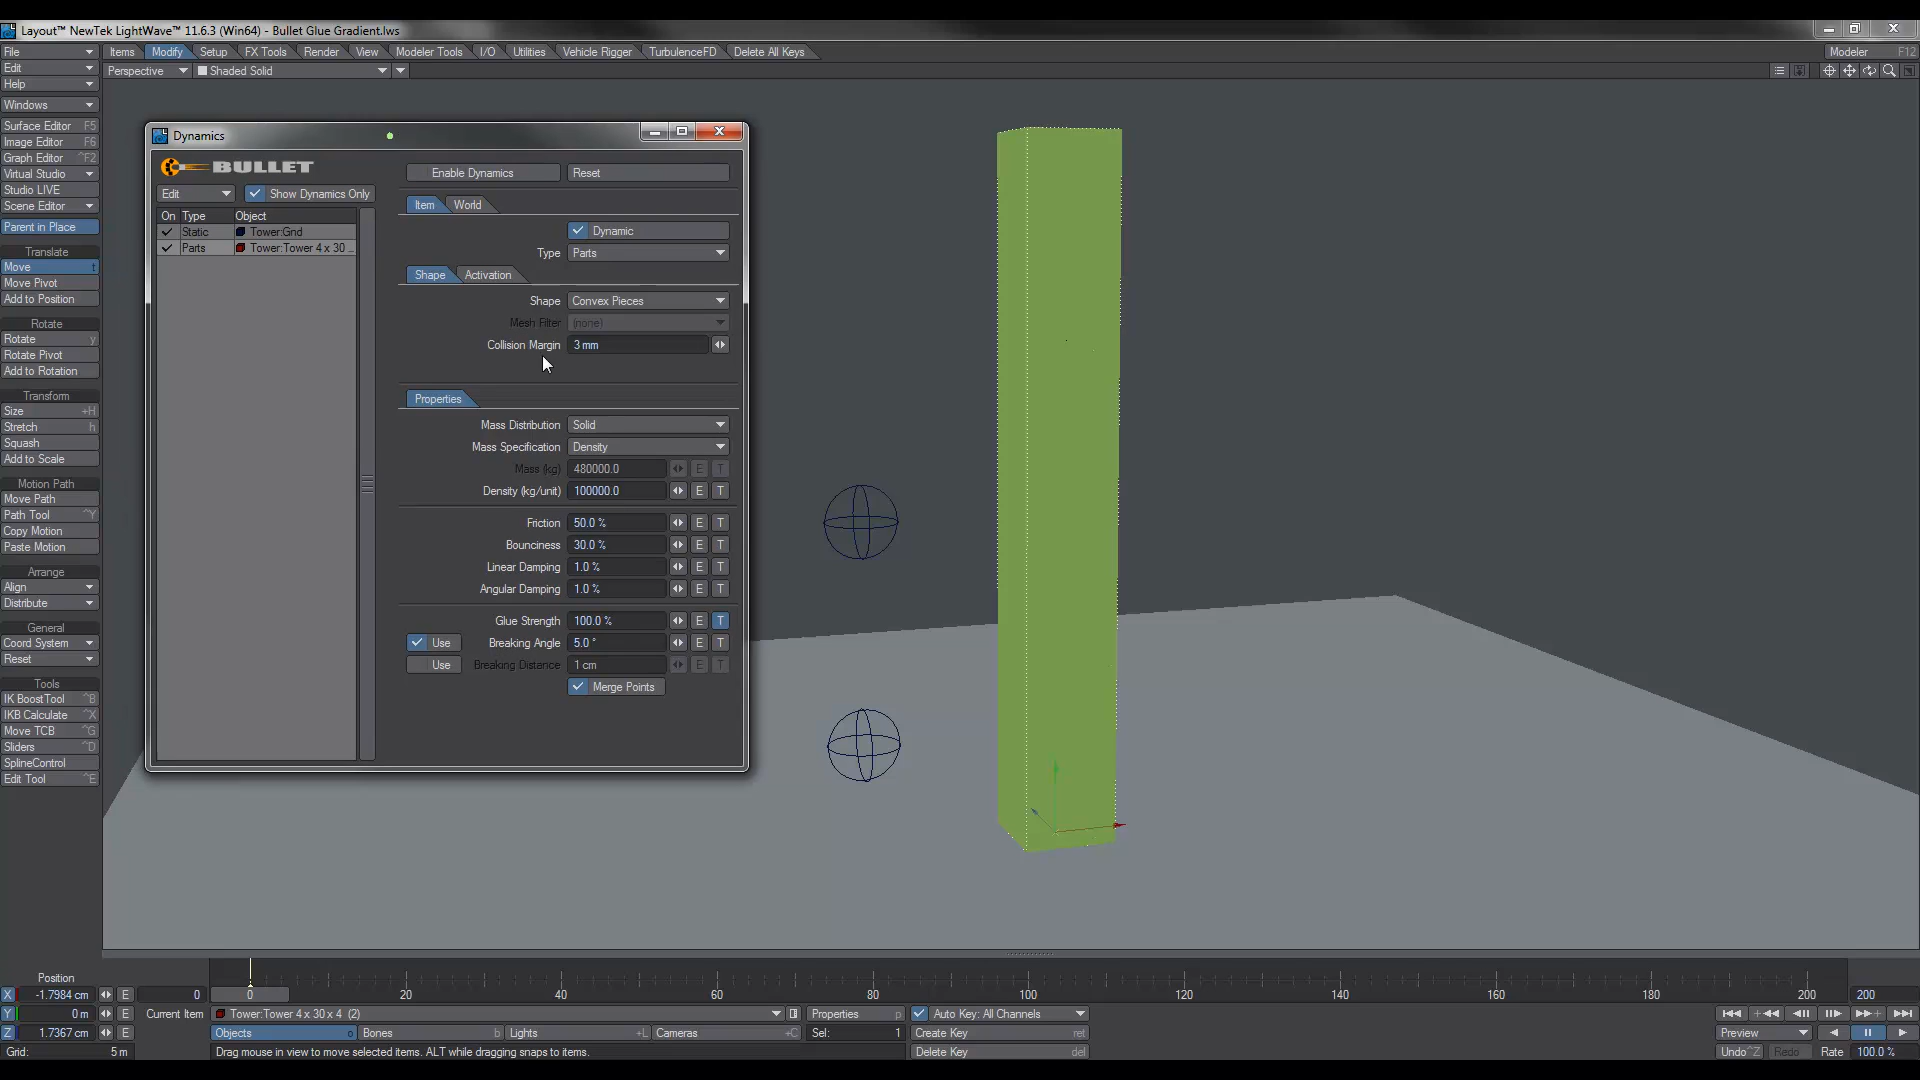 Layout™ NewTek LightWave™ 11.6.3 (Win64) - Bullet Glue Gradient.lws
File Items Modify Setup FX Tools Render View Modeler Tools I/O Utilities Vehicle Rigger TurbulenceFD Delete All Keys Modeler F12
Edit Perspective Shaded Solid
Help
Windows
Surface Editor F5
Image Editor F6
Graph Editor ^F2
Virtual Studio
Studio LIVE
Scene Editor
Parent in Place
Translate
Move t
Move Pivot
Add to Position
Rotate
Rotate y
Rotate Pivot
Add to Rotation
Transform
Size +H
Stretch h
Squash
Add to Scale
Motion Path
Move Path
Path Tool ^Y
Copy Motion
Paste Motion
Arrange
Align
Distribute
General
Coord System
Reset
Tools
IK BoostTool ^B
IKB Calculate ^X
Move TCB ^G
Sliders ^D
SplineControl
Edit Tool ^E
Dynamics
BULLET
Edit Show Dynamics Only
On Type Object
Static Tower:Gnd
Parts Tower:Tower 4 x 30 ...
Enable Dynamics Reset
Item World
Dynamic
Type Parts
Shape Activation
Shape Convex Pieces
Mesh Filter (none)
Collision Margin 3 mm
Properties
Mass Distribution Solid
Mass Specification Density
Mass (kg) 480000.0 E T
Density (kg/unit) 100000.0 E T
Friction 50.0 % E T
Bounciness 30.0 % E T
Linear Damping 1.0 % E T
Angular Damping 1.0 % E T
Glue Strength 100.0 % E T
Use Breaking Angle 5.0 ° E T
Use Breaking Distance 1 cm E T
Merge Points
Position
X -1.7984 cm E 0 0 20 40 60 80 100 120 140 160 180 200 200
Y 0 m E Current Item Tower:Tower 4 x 30 x 4 (2) Properties p Auto Key: All Channels
Z 1.7367 cm E Objects o Bones b Lights +L Cameras +C Sel: 1 Create Key ret Preview
Grid: 5 m Drag mouse in view to move selected items. ALT while dragging snaps to items. Delete Key del Undo ^Z Redo Rate 100.0 %